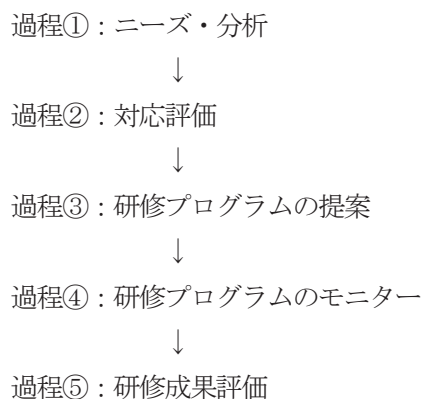 過程①：ニーズ・分析
↓
過程②：対応評価
↓
過程③：研修プログラムの提案
↓
過程④：研修プログラムのモニター
↓
過程⑤：研修成果評価